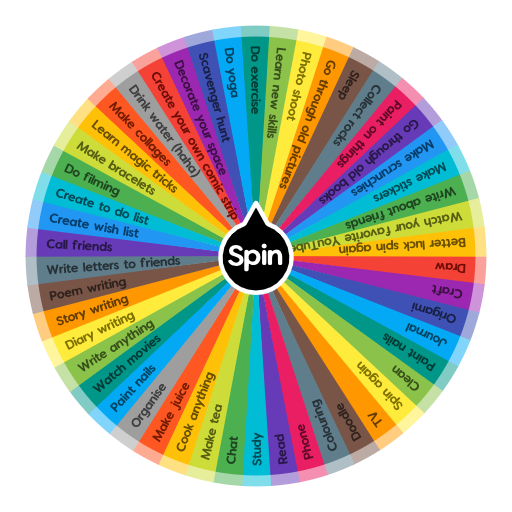 Do exercise
Learn new skills
Photo shoot
Go through old pictures
Sleep
Collect rocks
Paint on things
Go through old books
Make scrunchies
Make stickers
Write about friends
Watch your favorite YouTube
Better luck spin again
Draw
Craft
Origami
Journal
Paint nails
Clean
Spin again
TV
Doodle
Colouring
Phone
Read
Study
Chat
Make tea
Cook anything
Make juice
Organise
Paint nails
Watch movies
Write anything
Diary writing
Story writing
Poem writing
Write letters to friends
Call friends
Create wish list
Create to do list
Do filming
Make bracelets
Learn magic tricks
Make collages
Drink water (haha)
Create your own comic strip
Decorate your space
Scavenger hunt
Do yoga
Spin